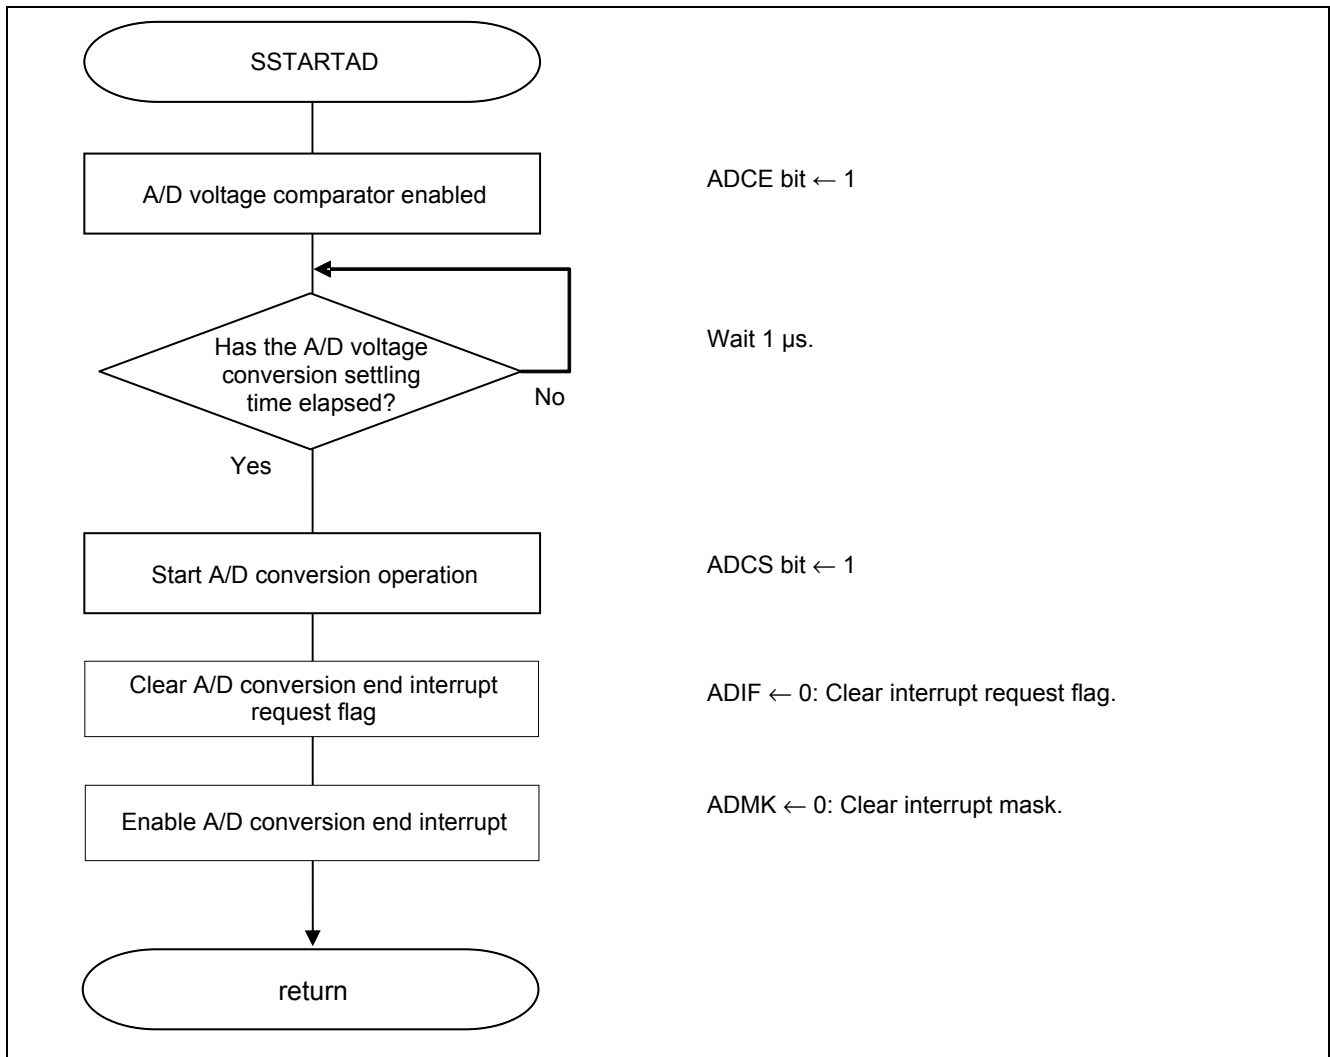 SSTARTAD
A/D voltage comparator enabled
ADCE bit ← 1
Has the A/D voltage
conversion settling
time elapsed?
Wait 1 µs.
No
Yes
Start A/D conversion operation
ADCS bit ← 1
Clear A/D conversion end interrupt
request flag
ADIF ← 0: Clear interrupt request flag.
Enable A/D conversion end interrupt
ADMK ← 0: Clear interrupt mask.
return